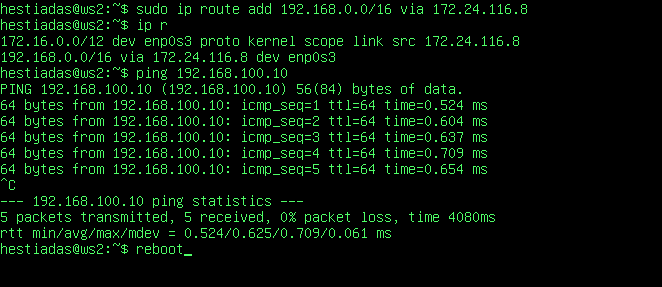 hestiadas@ws2:~$ sudo ip route add 192.168.0.0/16 via 172.24.116.8
hestiadas@ws2:~$ ip r
172.16.0.0/12 dev enp0s3 proto kernel scope link src 172.24.116.8
192.168.0.0/16 via 172.24.116.8 dev enp0s3
hestiadas@ws2:~$ ping 192.168.100.10
PING 192.168.100.10 (192.168.100.10) 56(84) bytes of data.
64 bytes from 192.168.100.10: icmp_seq=1 ttl=64 time=0.524 ms
64 bytes from 192.168.100.10: icmp_seq=2 ttl=64 time=0.604 ms
64 bytes from 192.168.100.10: icmp_seq=3 ttl=64 time=0.637 ms
64 bytes from 192.168.100.10: icmp_seq=4 ttl=64 time=0.709 ms
64 bytes from 192.168.100.10: icmp_seq=5 ttl=64 time=0.654 ms
^C
--- 192.168.100.10 ping statistics ---
5 packets transmitted, 5 received, 0% packet loss, time 4080ms
rtt min/avg/max/mdev = 0.524/0.625/0.709/0.061 ms
hestiadas@ws2:~$ reboot_